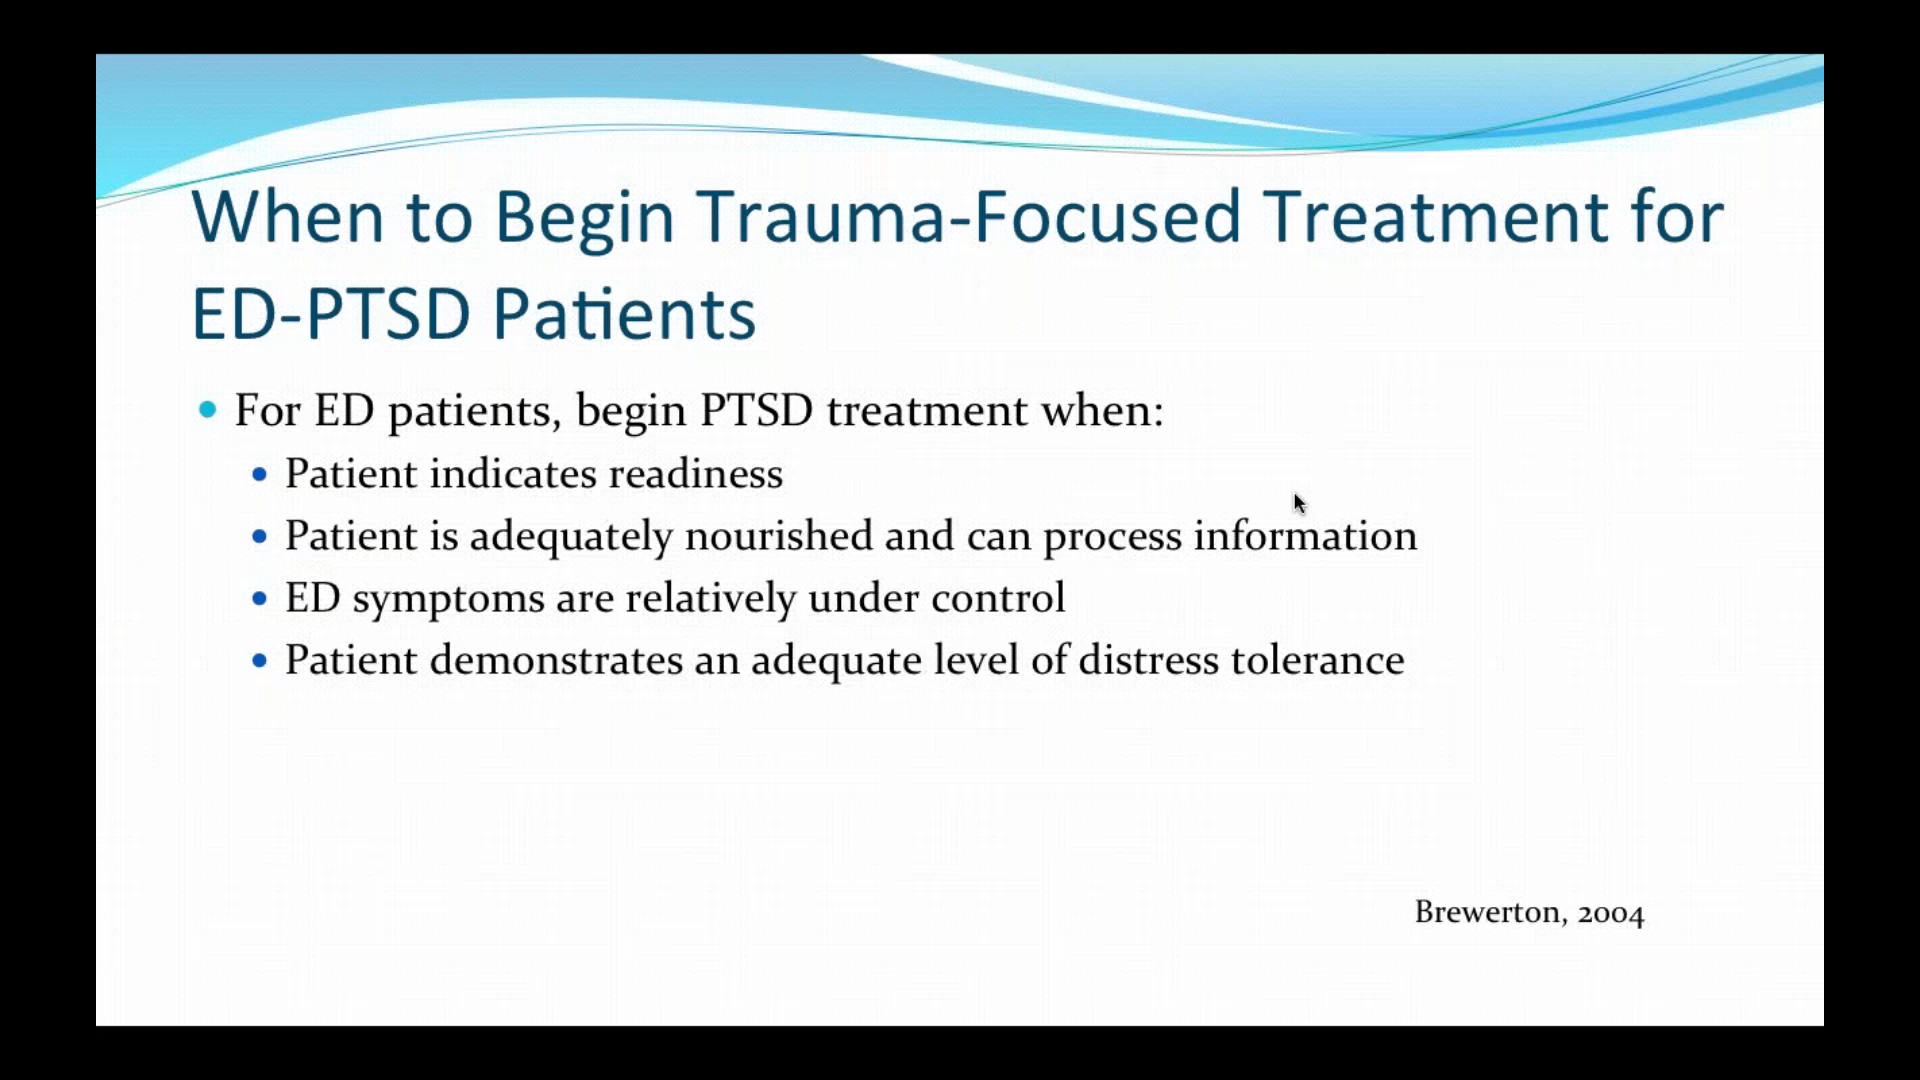 When to Begin Trauma-Focused Treatment for
ED-PTSD Patients
For ED patients, begin PTSD treatment when:
Patient indicates readiness
Patient is adequately nourished and can process information
ED symptoms are relatively under control
Patient demonstrates an adequate level of distress tolerance
Brewerton, 2004